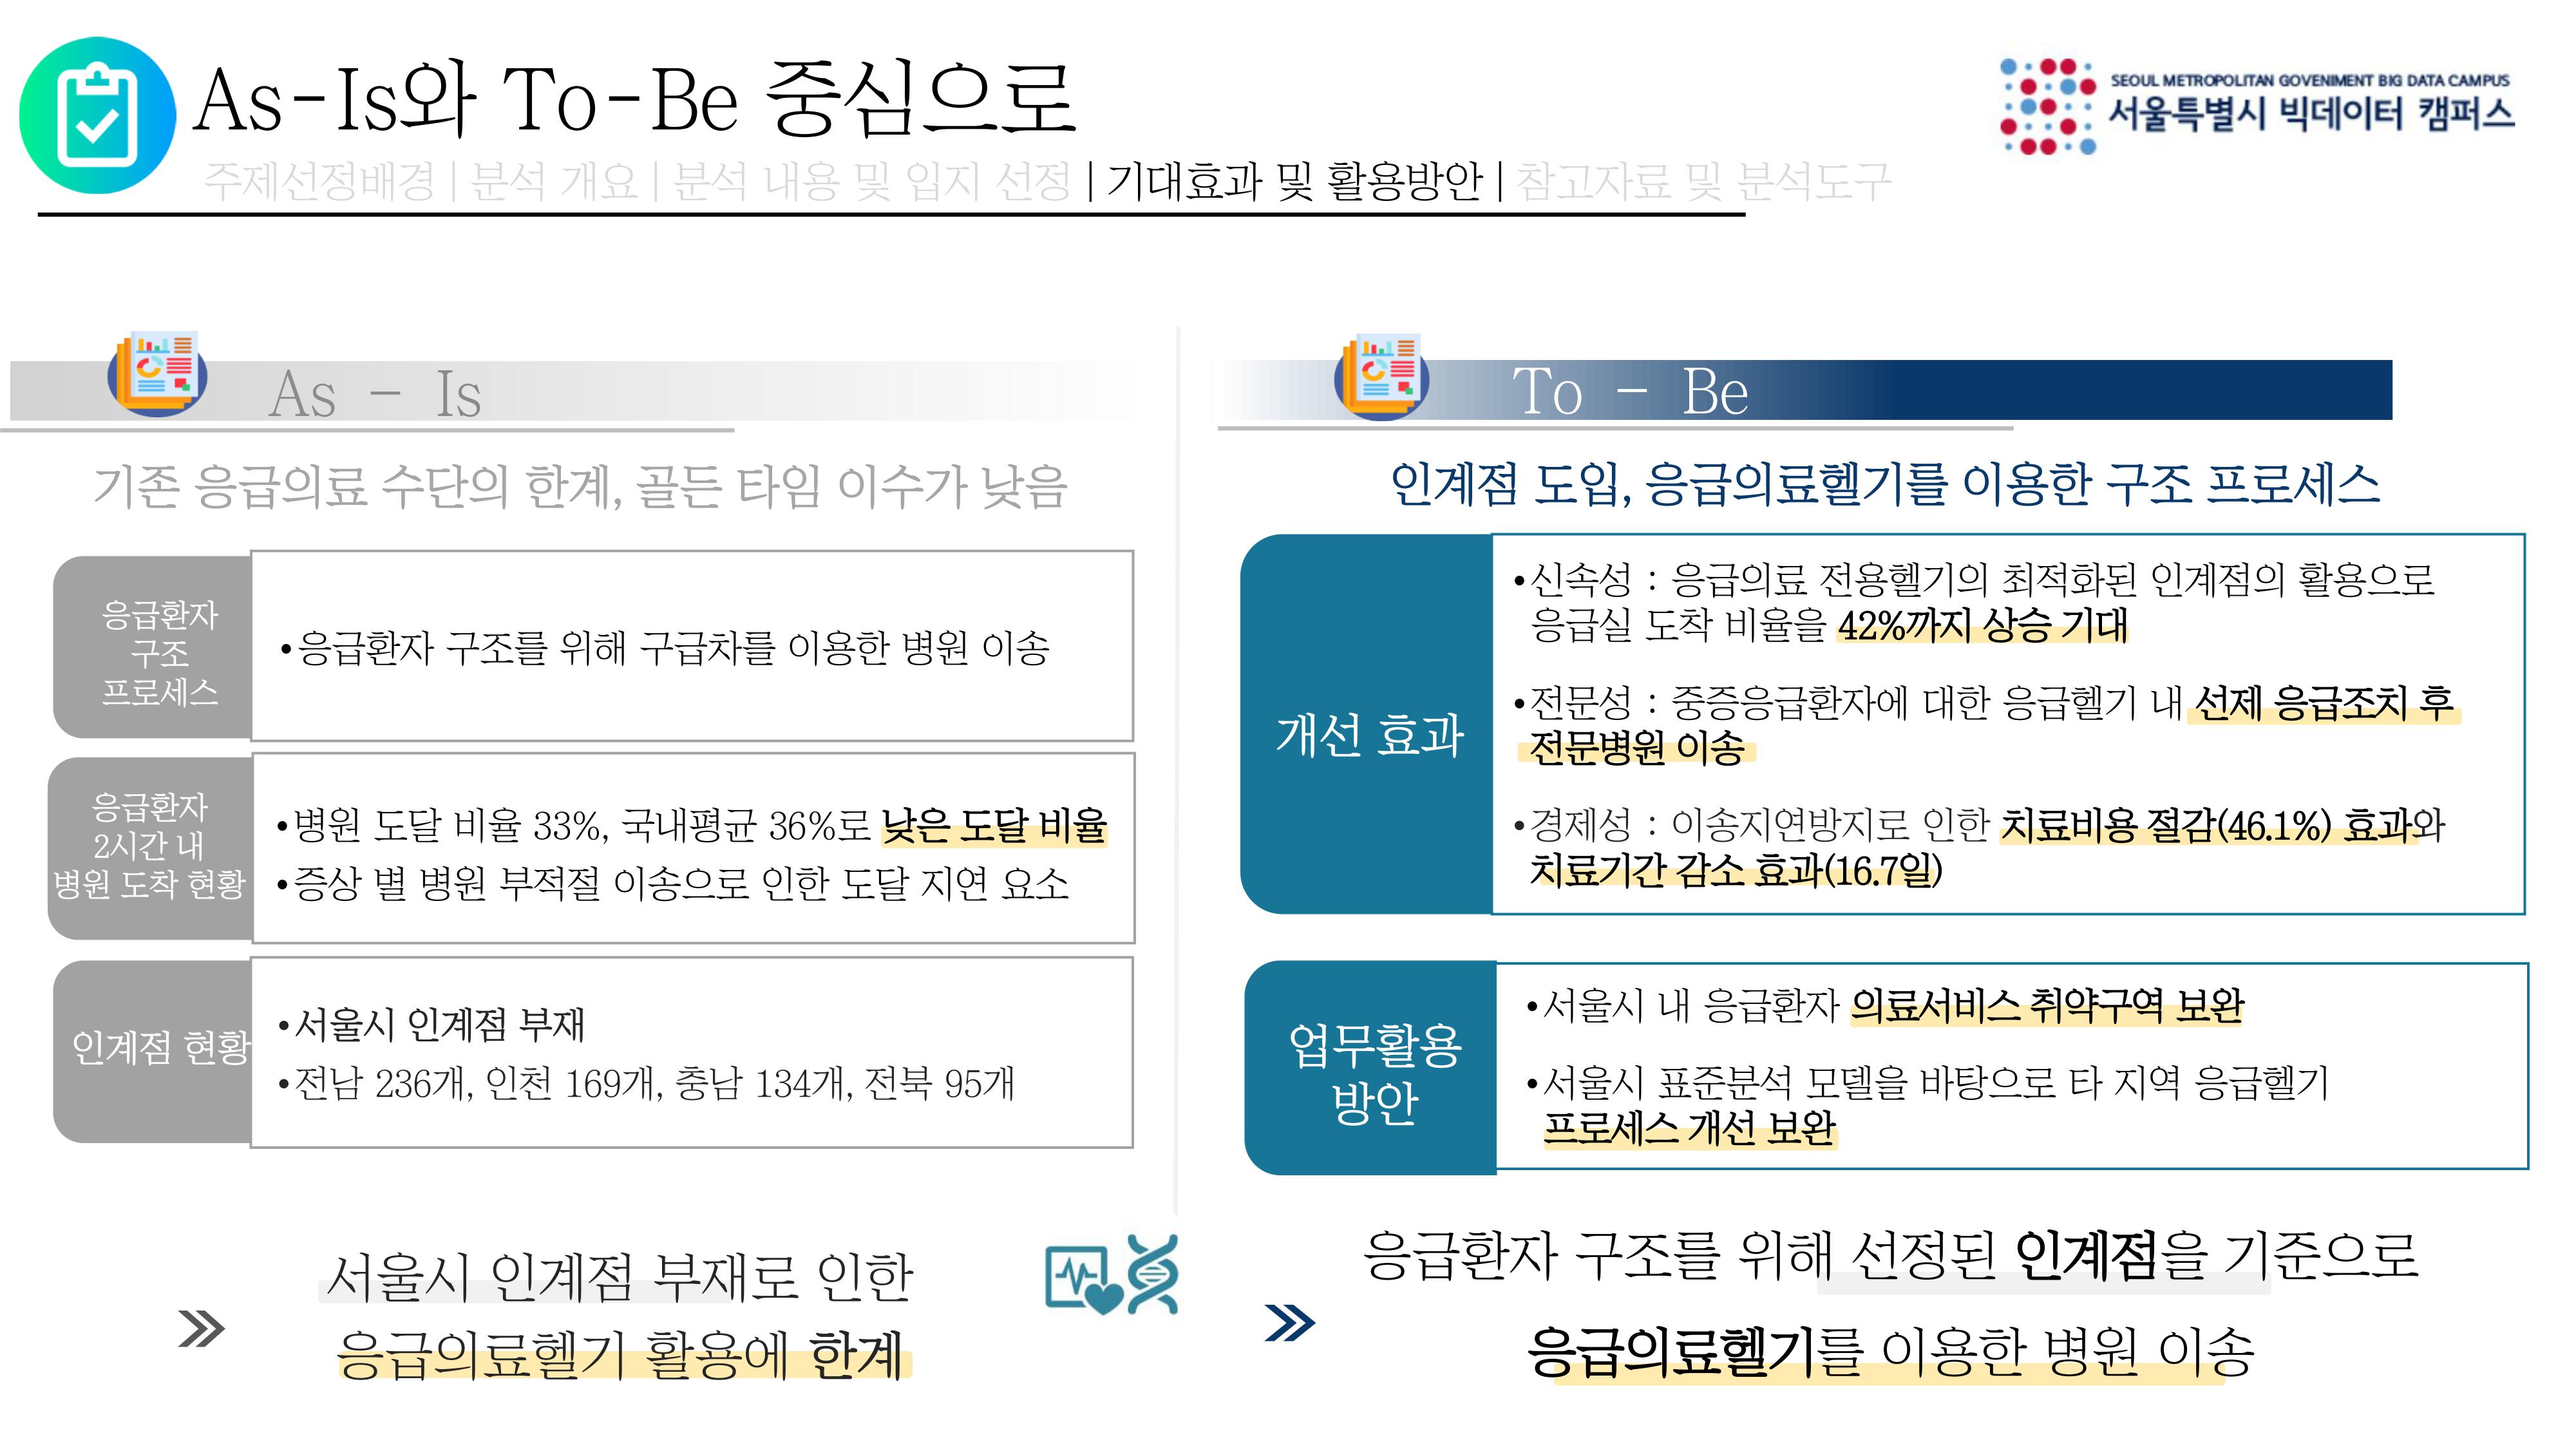 As-Is와 To-Be 중심으로
주제선정배경 | 분석 개요 | 분석 내용 및 입지 선정 | 기대효과 및 활용방안 | 참고자료 및 분석도구
SEOUL METROPOLITAN GOVENIMENT BIG DATA CAMPUS
서울특별시 빅데이터 캠퍼스
As - Is
기존 응급의료 수단의 한계, 골든 타임 이수가 낮음
응급환자
구조
프로세스
•응급환자 구조를 위해 구급차를 이용한 병원 이송
응급환자
2시간 내
병원 도착 현황
•병원 도달 비율 33%, 국내평균 36%로 낮은 도달 비율
•증상 별 병원 부적절 이송으로 인한 도달 지연 요소
인계점 현황
•서울시 인계점 부재
•전남 236개, 인천 169개, 충남 134개, 전북 95개
서울시 인계점 부재로 인한
응급의료헬기 활용에 한계
To - Be
인계점 도입, 응급의료헬기를 이용한 구조 프로세스
개선 효과
•신속성 : 응급의료 전용헬기의 최적화된 인계점의 활용으로
응급실 도착 비율을 42%까지 상승 기대
•전문성 : 중증응급환자에 대한 응급헬기 내 선제 응급조치 후
전문병원 이송
•경제성 : 이송지연방지로 인한 치료비용 절감(46.1%) 효과와
치료기간 감소 효과(16.7일)
업무활용
방안
•서울시 내 응급환자 의료서비스 취약구역 보완
•서울시 표준분석 모델을 바탕으로 타 지역 응급헬기
프로세스 개선 보완
응급환자 구조를 위해 선정된 인계점을 기준으로
응급의료헬기를 이용한 병원 이송